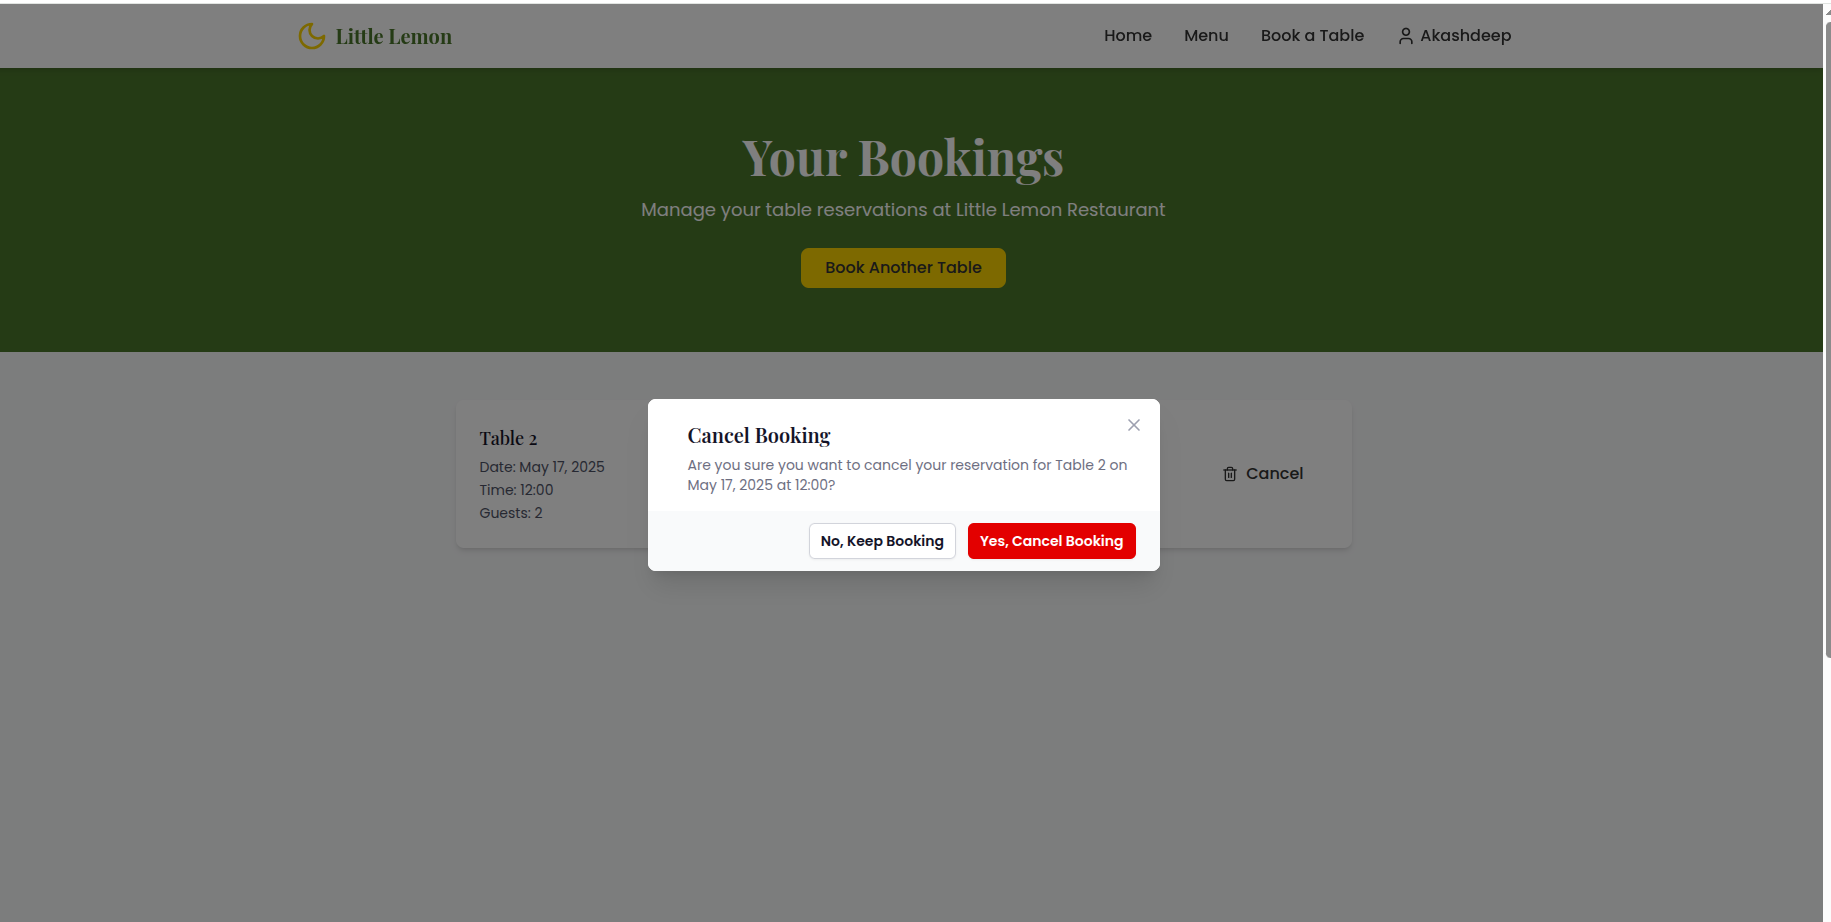 Little Lemon
Home
Menu
Book a Table
Akashdeep
Your Bookings
Manage your table reservations at Little Lemon Restaurant
Book Another Table
Table 2
Date: May 17, 2025
Time: 12:00
Guests: 2
Cancel Booking
Are you sure you want to cancel your reservation for Table 2 on
May 17, 2025 at 12:00?
No, Keep Booking
Yes, Cancel Booking
Cancel